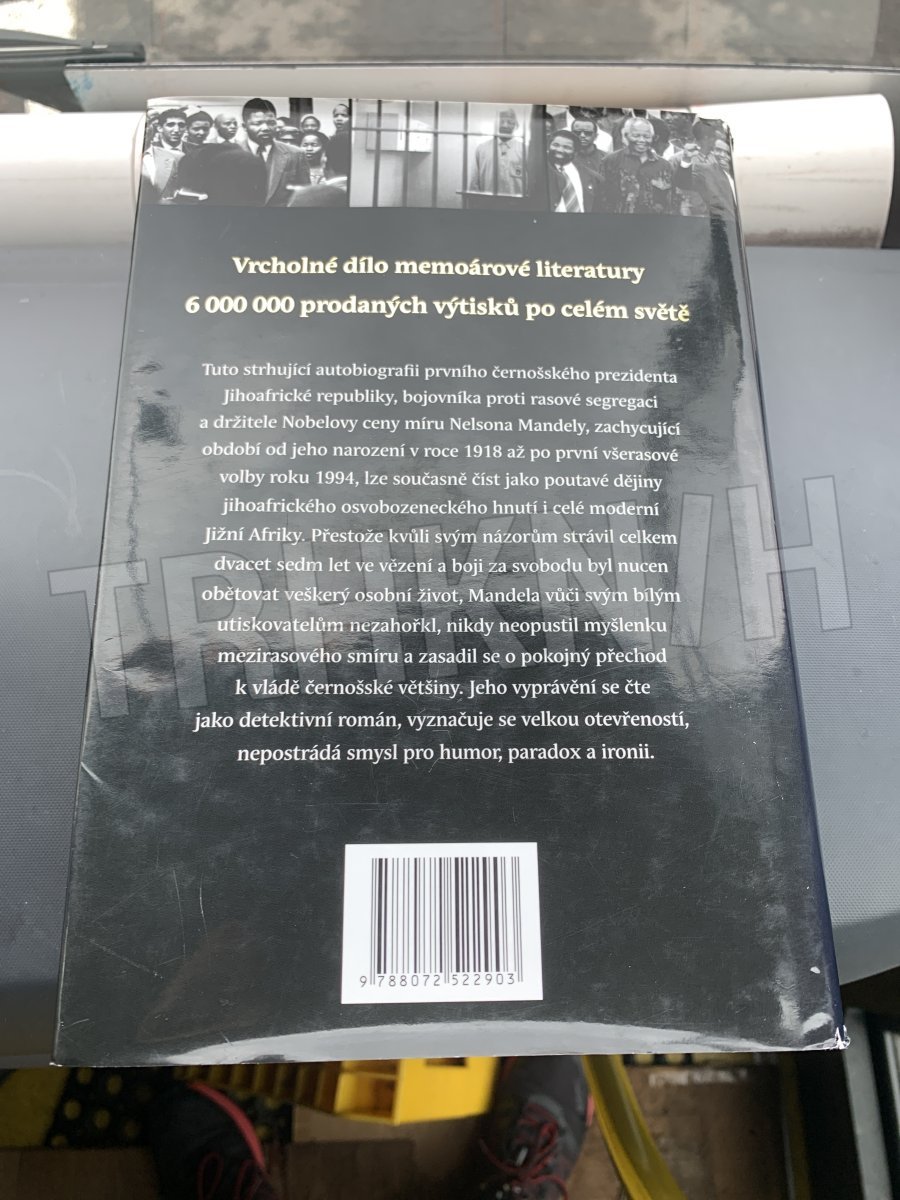 Vrcholné dílo memoárové literatury
6 000 000 prodaných výtisků po celém světě
Tuto strhující autobiografii prvního černošského prezidenta
Jihoafrické republiky, bojovníka proti rasové segregaci
a držitele Nobelovy ceny míru Nelsona Mandely, zachycující
období od jeho narození v roce 1918 až po první všerasové
volby roku 1994, lze současně číst jako poutavé dějiny
jihoafrického osvobozeneckého hnutí i celé moderní
Jižní Afriky. Přestože kvůli svým názorům strávil celkem
dvacet sedm let ve vězení a boji za svobodu byl nucen
obětovat veškerý osobní život, Mandela vůči svým bílým
utiskovatelům nezahořkl, nikdy neopustil myšlenku
mezirasového smíru a zasadil se o pokojný přechod
k vládě černošské většiny. Jeho vyprávění se čte
jako detektivní román, vyznačuje se velkou otevřeností,
nepostrádá smysl pro humor, paradox a ironii.
TRHKNIH
9 788072 522903